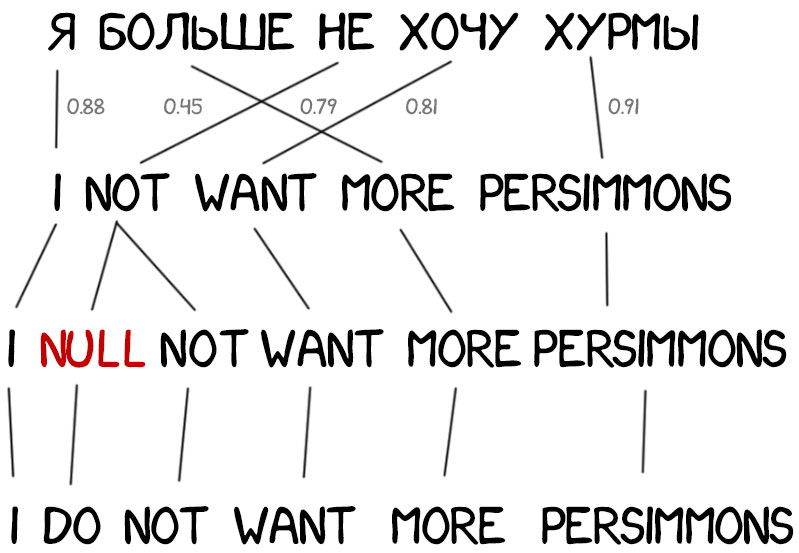 Я БОЛЬШЕ НЕ ХОЧУ ХУРМЫ
0.88 0.45 0.79 0.81 0.91
I NOT WANT MORE PERSIMMONS
I NULL NOT WANT MORE PERSIMMONS
I DO NOT WANT MORE PERSIMMONS